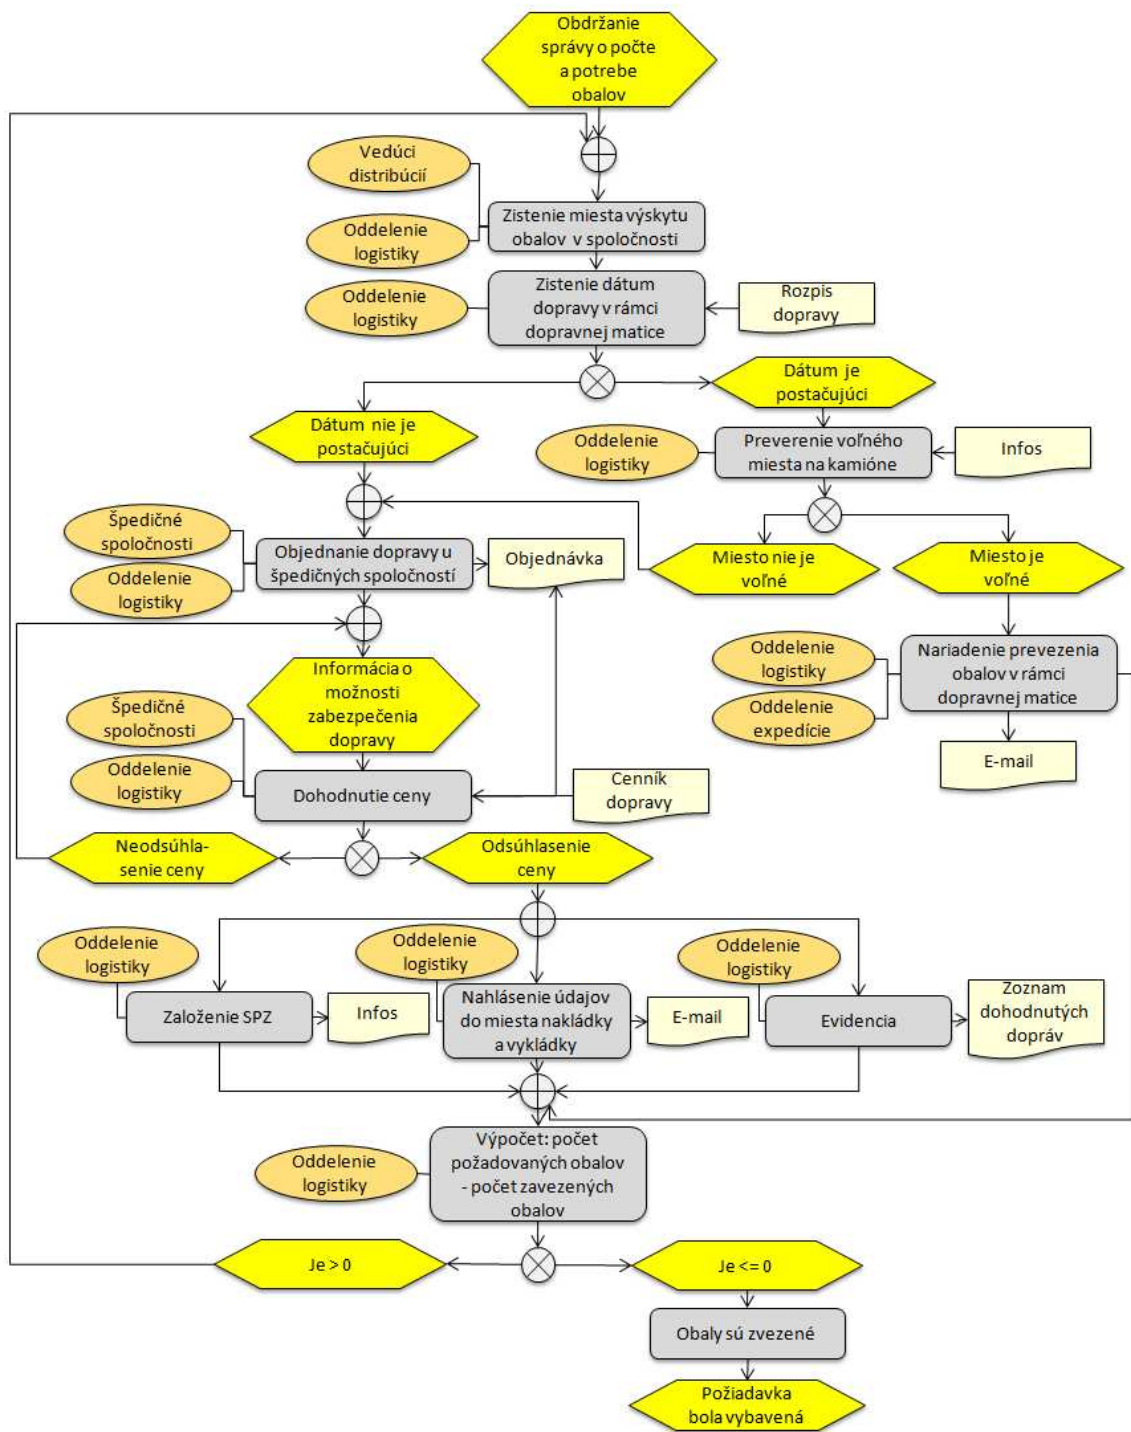 Obdržanie
správy o počte
a potrebe
obalov
Vedúci
distribúcií
Zistenie miesta výskytu
obalov v spoločnosti
Oddelenie
logistiky
Zistenie dátum
dopravy v rámci
dopravnej matice
Oddelenie
logistiky
Rozpis
dopravy
Dátum je
postačujúci
Dátum nie je
postačujúci
Oddelenie
logistiky
Preverenie voľného
miesta na kamióne
Infos
Špedičné
spoločnosti
Oddelenie
logistiky
Objednanie dopravy u
špedičných spoločností
Objednávka
Miesto nie je
voľné
Miesto je
voľné
Informácia o
možnosti
zabezpečenia
dopravy
Oddelenie
logistiky
Oddelenie
expedície
Nariadenie prevezenia
obalov v rámci
dopravnej matice
E-mail
Špedičné
spoločnosti
Oddelenie
logistiky
Dohodnutie ceny
Cenník
dopravy
Neodsúhla-
senie ceny
Odsúhlasenie
ceny
Oddelenie
logistiky
Založenie SPZ
Infos
Oddelenie
logistiky
Nahlásenie údajov
do miesta nakládky
a vykládky
E-mail
Oddelenie
logistiky
Evidencia
Zoznam
dohodnutých
dopráv
Oddelenie
logistiky
Výpočet: počet
požadovaných obalov
- počet zavezených
obalov
Je > 0
Je <= 0
Obaly sú zvezené
Požiadavka
bola vybavená